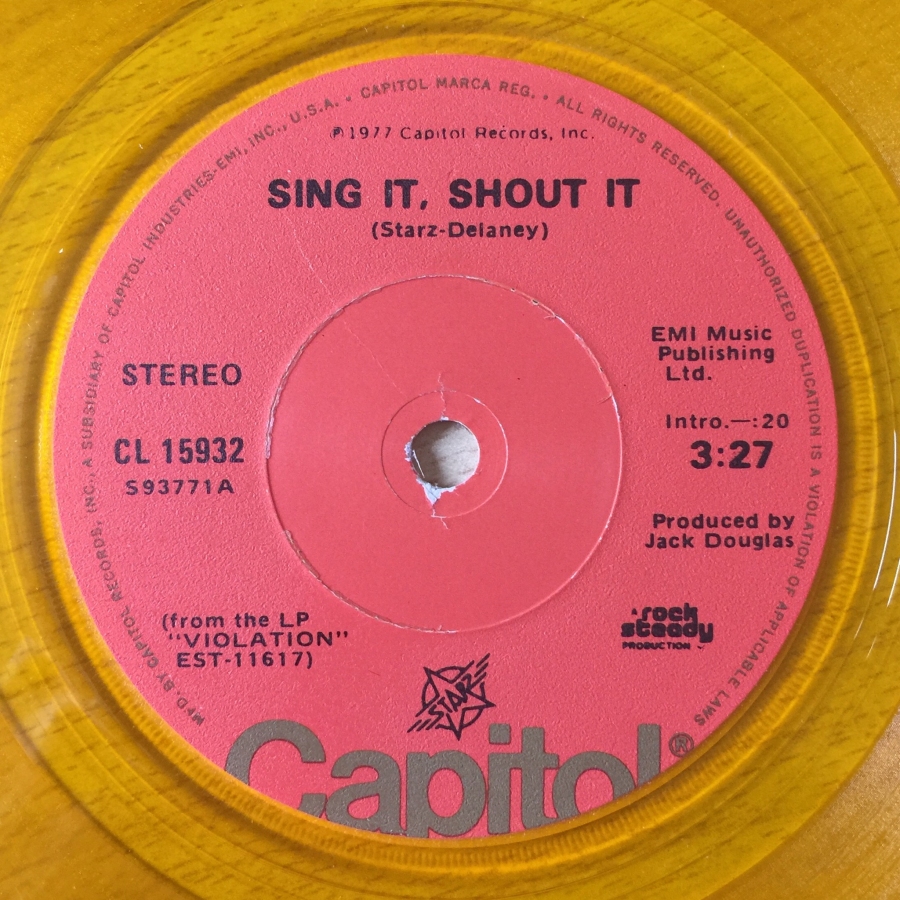 MFD. BY CAPITOL RECORDS, INC., A SUBSIDIARY OF CAPITOL INDUSTRIES-EMI, INC., U.S.A. • CAPITOL MARCA REG. • ALL RIGHTS RESERVED. UNAUTHORIZED DUPLICATION IS A VIOLATION OF APPLICABLE LAWS
℗1977 Capitol Records, Inc.
SING IT, SHOUT IT
(Starz-Delaney)
EMI Music
Publishing
Ltd.
STEREO
Intro.—:20
CL 15932
3:27
S93771A
Produced by
Jack Douglas
(from the LP
"VIOLATION"
EST-11617)
A rock
steady
PRODUCTION
STARZ
Capitol®